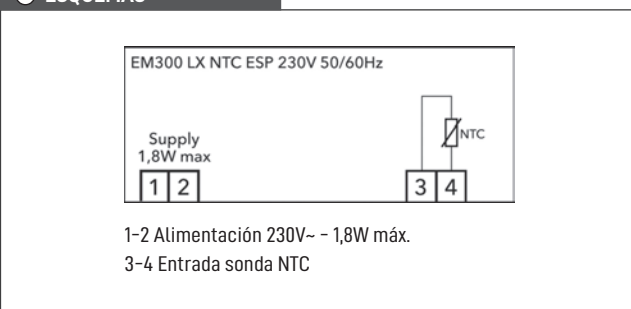 EM300 LX NTC ESP 230V 50/60Hz
Supply
1,8W max
NTC
1 2
3 4
1-2 Alimentación 230V~ - 1,8W máx.
3-4 Entrada sonda NTC